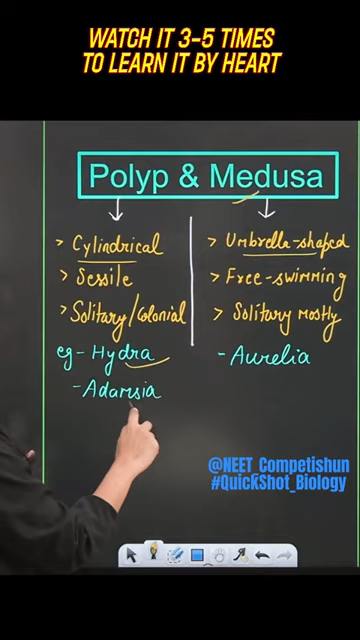 WATCH IT 3-5 TIMES
TO LEARN IT BY HEART
Polyp & Medusa
> Cylindrical
> Sessile
> Solitary/Colonial
eg - Hydra
- Adamsia
> Umbrella-shaped
> Free-swimming
> Solitary mostly
- Aurelia
@NEET_Competishun
#QuickShot_Biology